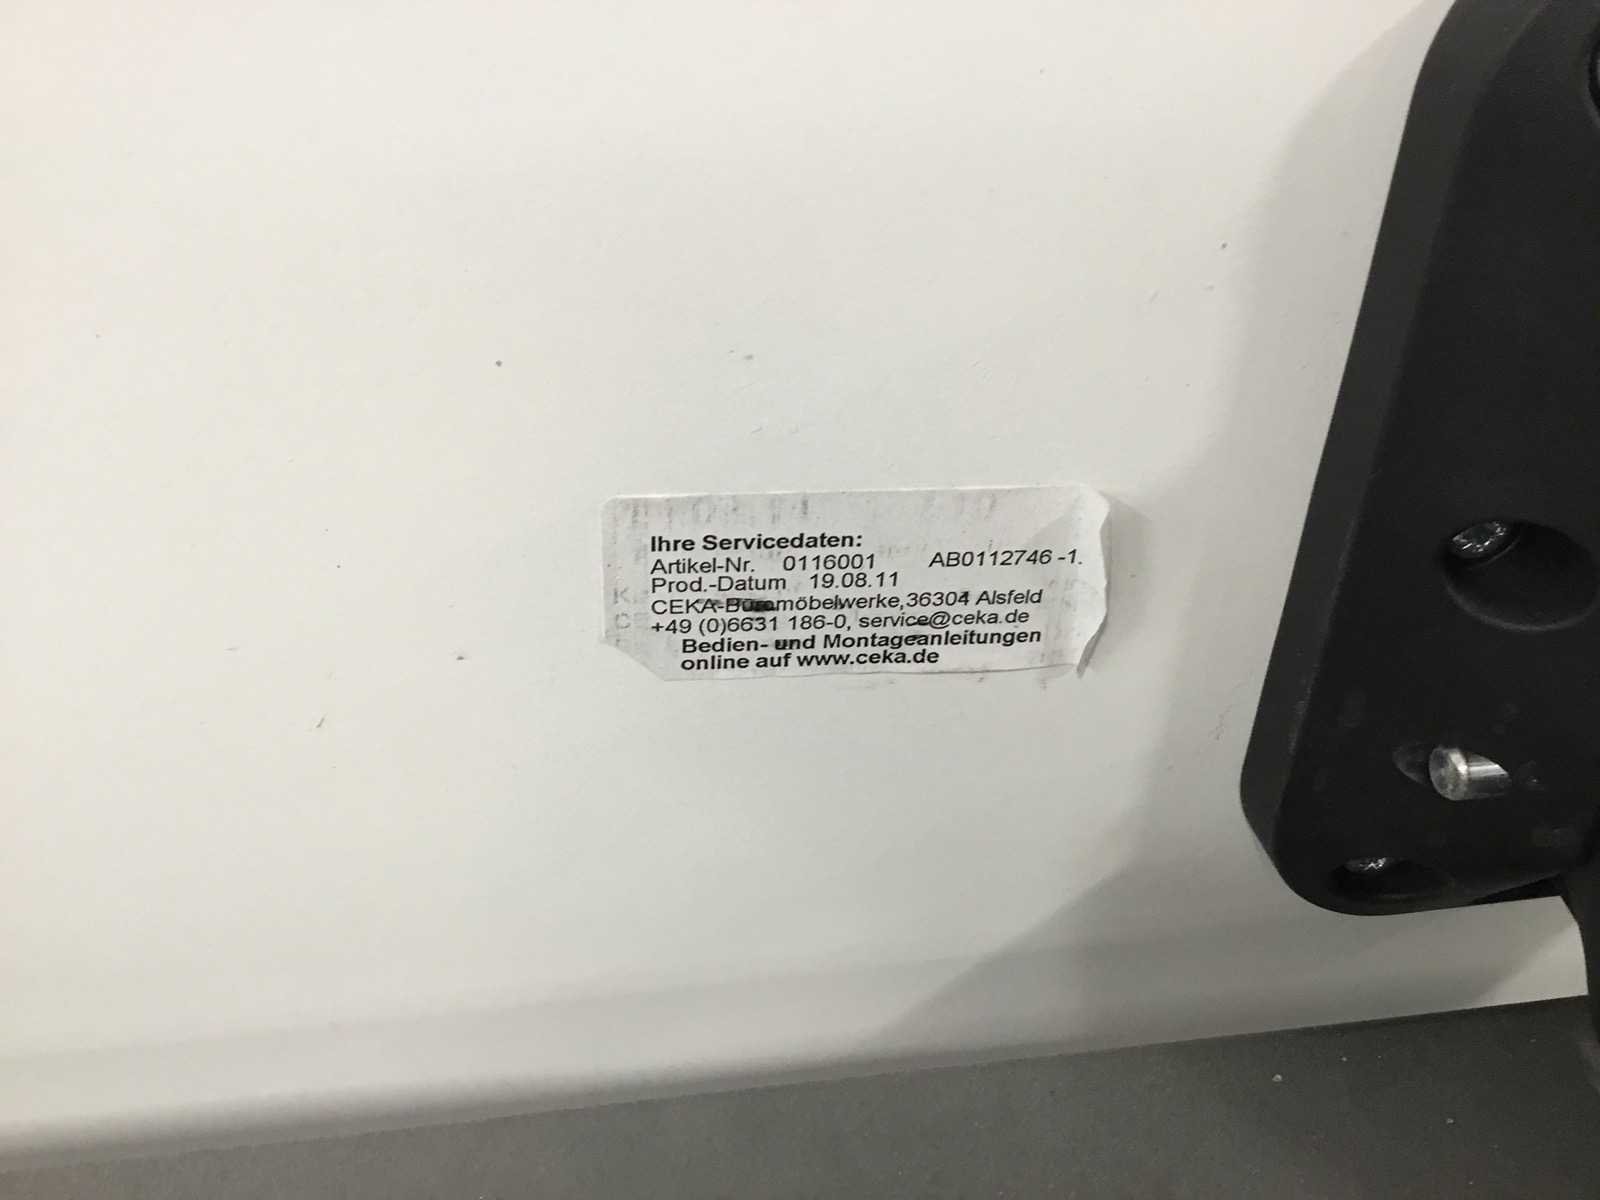 Ihre Servicedaten:
Artikel-Nr. 0116001 AB0112746 -1.
Prod.-Datum 19.08.11
CEKA-Büromöbelwerke,36304 Alsfeld
+49 (0)6631 186-0, service@ceka.de
Bedien- und Montageanleitungen
online auf www.ceka.de